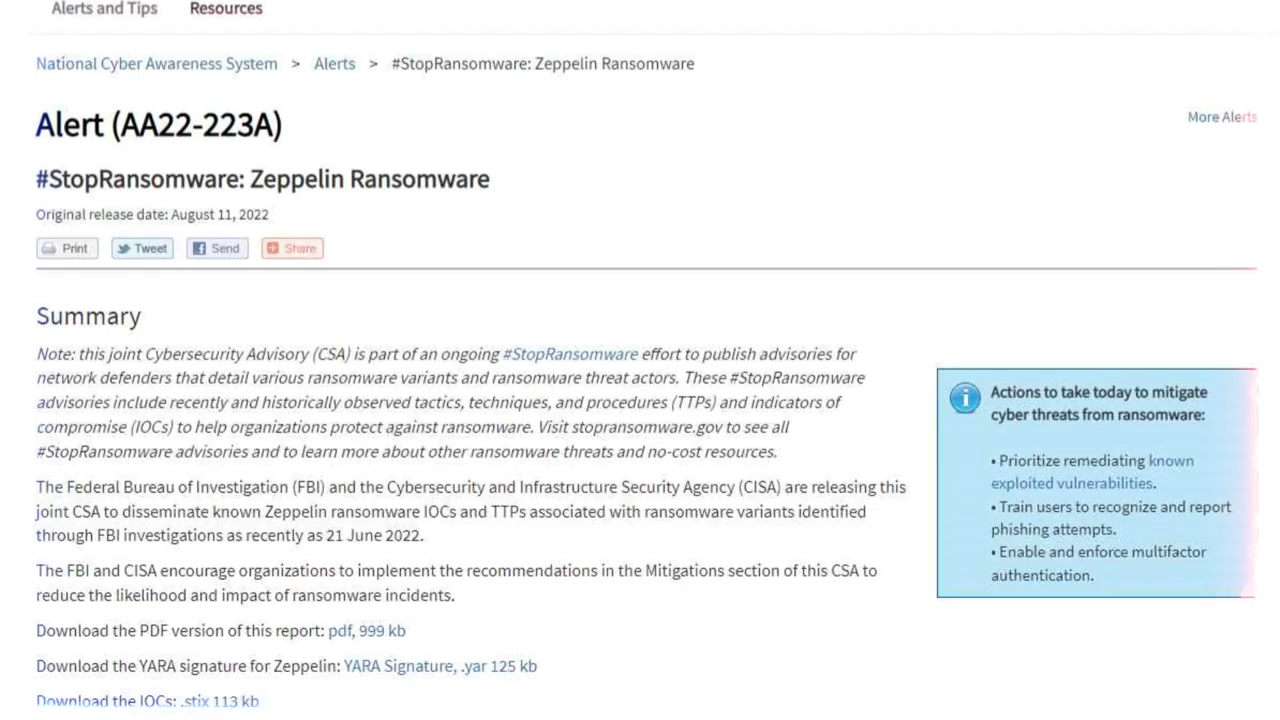 Alerts and Tips Resources
National Cyber Awareness System > Alerts > #StopRansomware: Zeppelin Ransomware
Alert (AA22-223A)
More Alerts
#StopRansomware: Zeppelin Ransomware
Original release date: August 11, 2022
Print Tweet Send Share
Summary
Note: this joint Cybersecurity Advisory (CSA) is part of an ongoing #StopRansomware effort to publish advisories for
network defenders that detail various ransomware variants and ransomware threat actors. These #StopRansomware
advisories include recently and historically observed tactics, techniques, and procedures (TTPs) and indicators of
compromise (IOCs) to help organizations protect against ransomware. Visit stopransomware.gov to see all
#StopRansomware advisories and to learn more about other ransomware threats and no-cost resources.
The Federal Bureau of Investigation (FBI) and the Cybersecurity and Infrastructure Security Agency (CISA) are releasing this
joint CSA to disseminate known Zeppelin ransomware IOCs and TTPs associated with ransomware variants identified
through FBI investigations as recently as 21 June 2022.
The FBI and CISA encourage organizations to implement the recommendations in the Mitigations section of this CSA to
reduce the likelihood and impact of ransomware incidents.
Download the PDF version of this report: pdf, 999 kb
Download the YARA signature for Zeppelin: YARA Signature, .yar 125 kb
Download the IOCs: .stix 113 kb
Actions to take today to mitigate
cyber threats from ransomware:
• Prioritize remediating known
exploited vulnerabilities.
• Train users to recognize and report
phishing attempts.
• Enable and enforce multifactor
authentication.